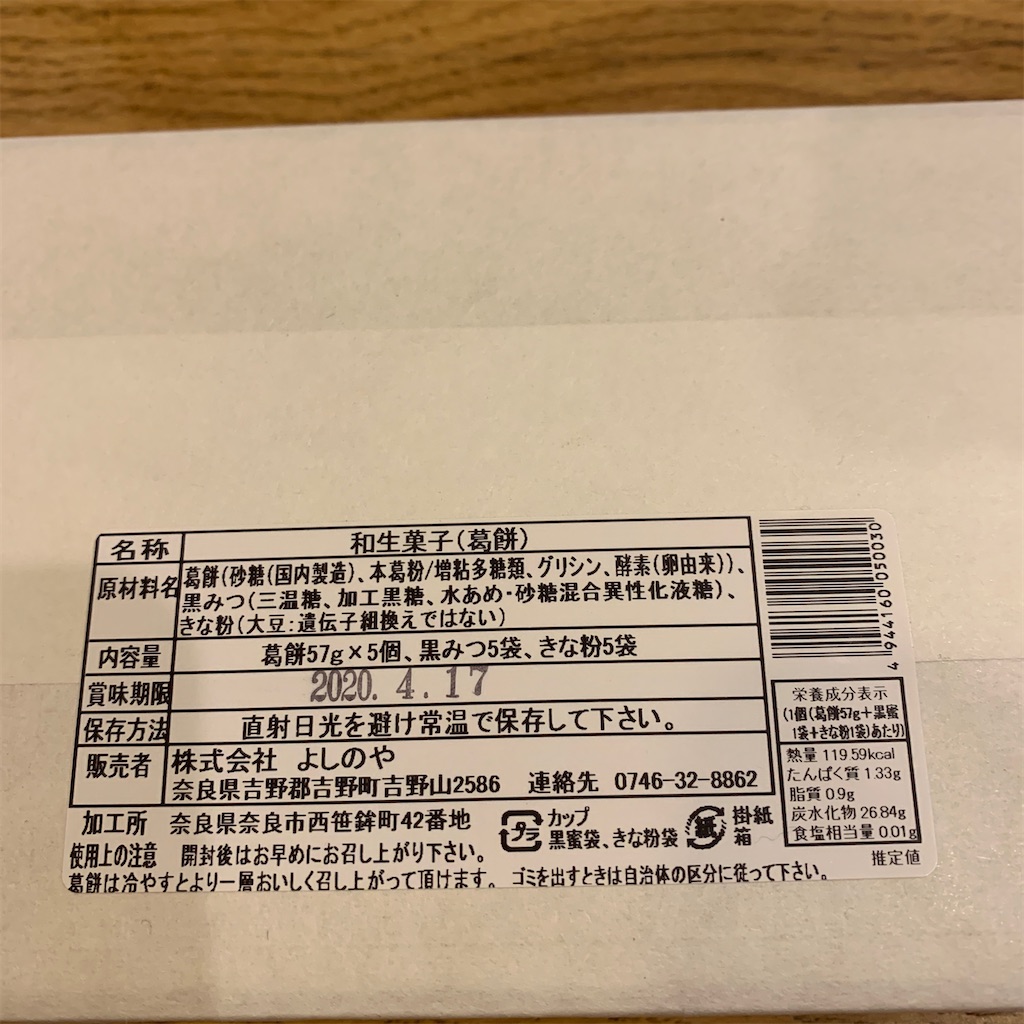 名称 和生菓子(葛餅)
原材料名 葛餅(砂糖(国内製造)、本葛粉/増粘多糖類、グリシン、酵素(卵由来))、
黒みつ(三温糖、加工黒糖、水あめ・砂糖混合異性化液糖)、
きな粉(大豆:遺伝子組換えではない)
内容量 葛餅57g×5個、黒みつ5袋、きな粉5袋
賞味期限 2020. 4. 17
保存方法 直射日光を避け常温で保存して下さい。
販売者 株式会社 よしのや
奈良県吉野郡吉野町吉野山2586 連絡先 0746-32-8862
加工所 奈良県奈良市西笹鉾町42番地
使用上の注意 開封後はお早めにお召し上がり下さい。
葛餅は冷やすとより一層おいしく召し上がって頂けます。 ゴミを出すときは自治体の区分に従って下さい。
プラ カップ
黒蜜袋、きな粉袋
紙 掛紙
箱
4944160050030
栄養成分表示
(1個(葛餅57g+黒蜜
1袋+きな粉1袋)あたり)
熱量 119.59kcal
たんぱく質 1.33g
脂質 0.9g
炭水化物 26.84g
食塩相当量 0.01g
推定値